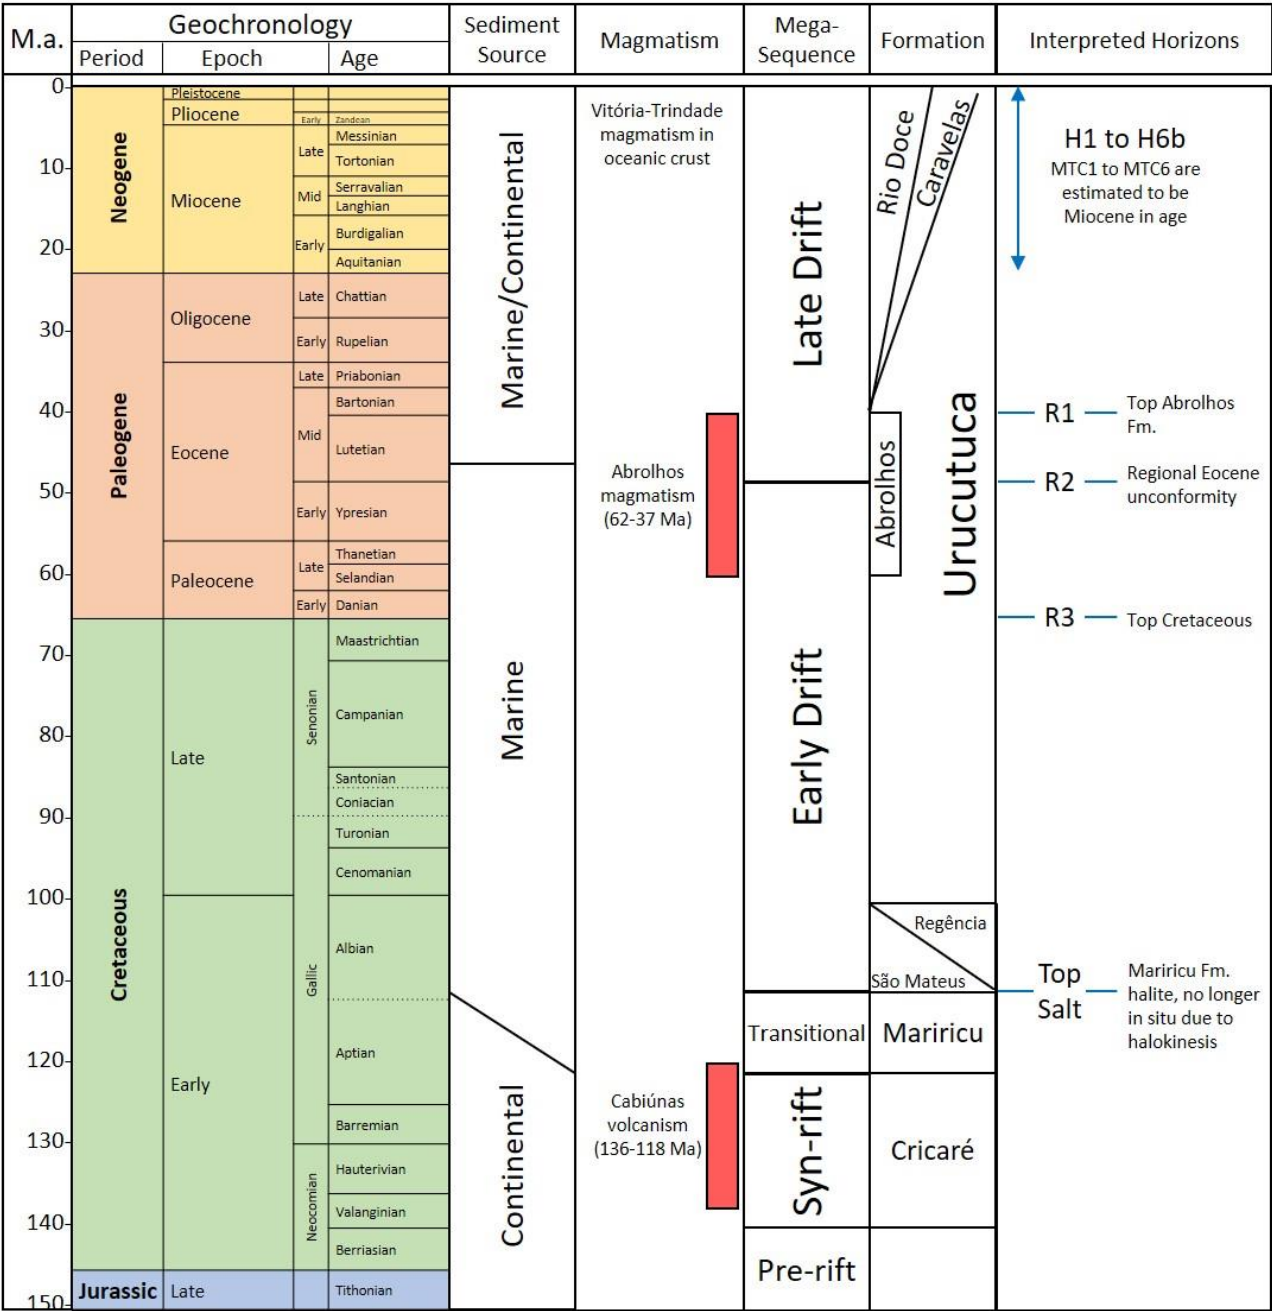 M.a.
Geochronology
Period
Epoch
Age
Sediment
Source
Magmatism
Mega-
Sequence
Formation
Interpreted Horizons
0
10
20
30
40
50
60
70
80
90
100
110
120
130
140
150
Neogene
Paleogene
Cretaceous
Jurassic
Pleistocene
Pliocene
Miocene
Oligocene
Eocene
Paleocene
Late
Early
Late
Early
Late
Mid
Early
Late
Early
Late
Mid
Early
Late
Early
Senonian
Gallic
Neocomian
Zandean
Messinian
Tortonian
Serravalian
Langhian
Burdigalian
Aquitanian
Chattian
Rupelian
Priabonian
Bartonian
Lutetian
Ypresian
Thanetian
Selandian
Danian
Maastrichtian
Campanian
Santonian
Coniacian
Turonian
Cenomanian
Albian
Aptian
Barremian
Hauterivian
Valanginian
Berriasian
Tithonian
Marine/Continental
Marine
Continental
Vitória-Trindade
magmatism in
oceanic crust
Abrolhos
magmatism
(62-37 Ma)
Cabiúnas
volcanism
(136-118 Ma)
Late Drift
Early Drift
Transitional
Syn-rift
Pre-rift
Rio Doce
Caravelas
Abrolhos
Urucutuca
Regência
São Mateus
Mariricu
Cricaré
H1 to H6b
MTC1 to MTC6 are
estimated to be
Miocene in age
R1
Top Abrolhos
Fm.
R2
Regional Eocene
unconformity
R3
Top Cretaceous
Top
Salt
Mariricu Fm.
halite, no longer
in situ due to
halokinesis